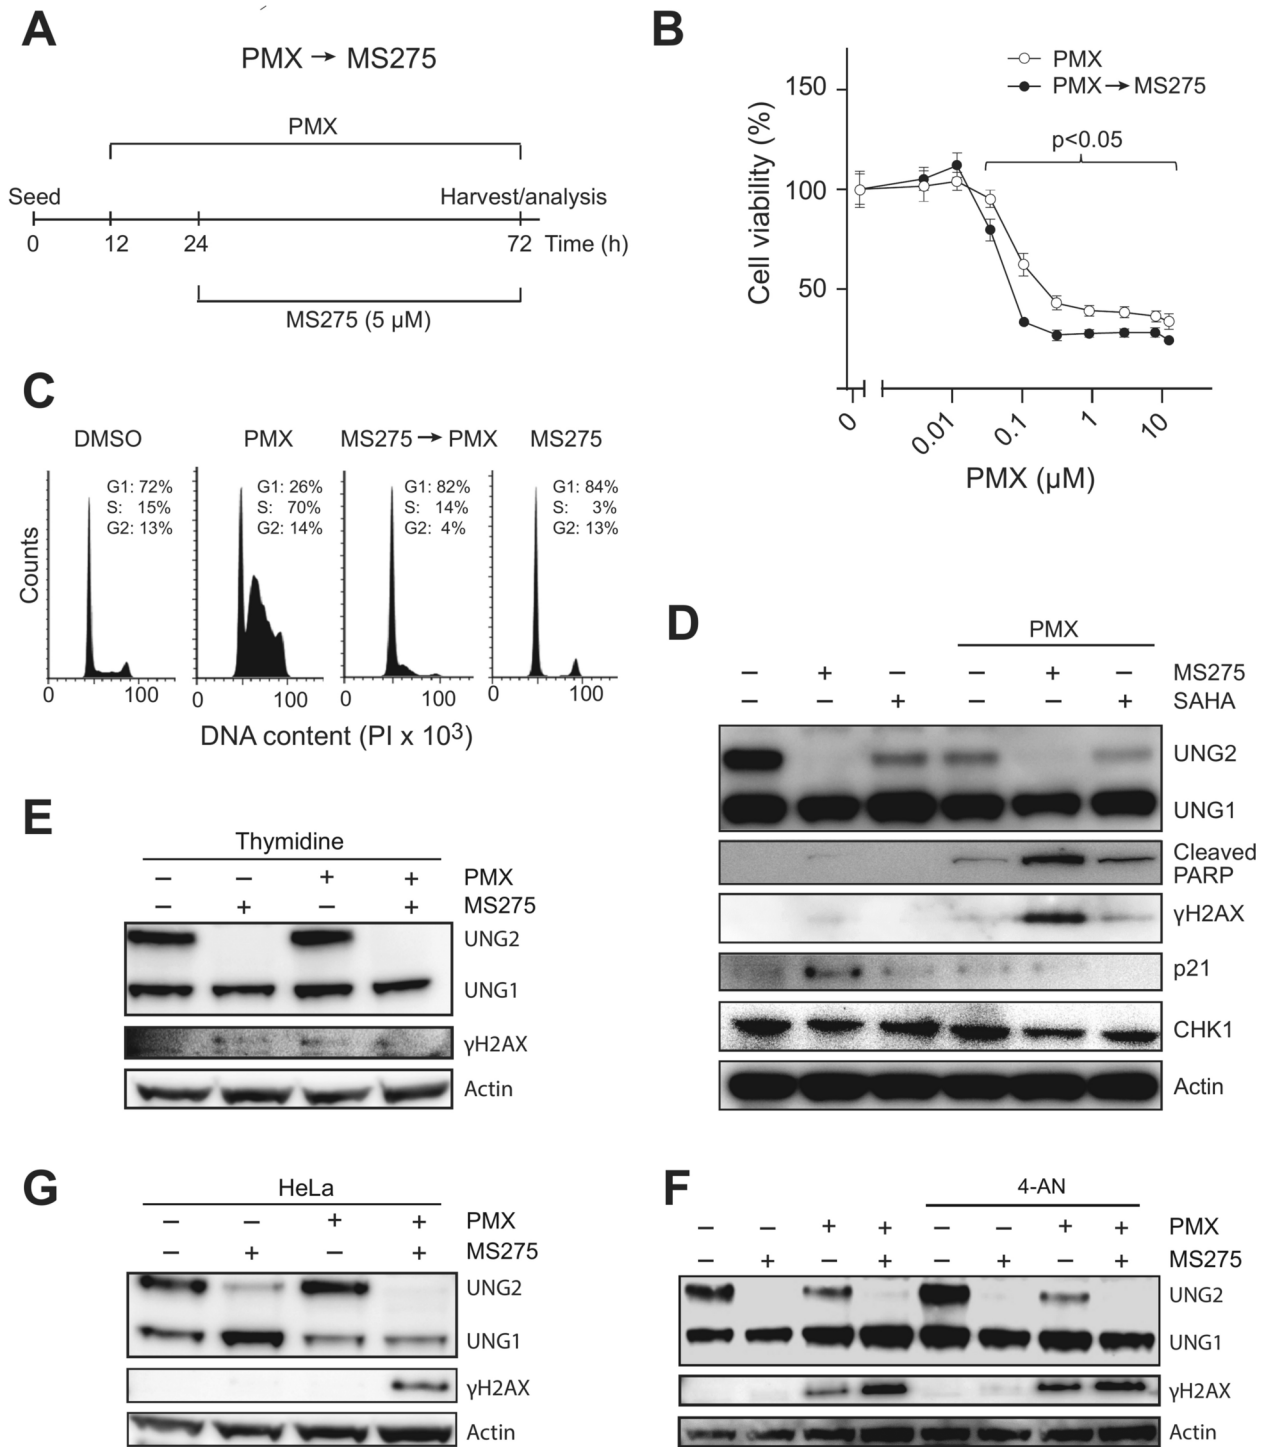 A
PMX → MS275
PMX
Seed
Harvest/analysis
0
12
24
72
Time (h)
MS275 (5 µM)
B
PMX
PMX → MS275
p<0.05
Cell viability (%)
150
100
50
0
0.01
0.1
1
10
PMX (µM)
C
DMSO
PMX
MS275 → PMX
MS275
G1: 72%
S: 15%
G2: 13%
G1: 26%
S: 70%
G2: 14%
G1: 82%
S: 14%
G2: 4%
G1: 84%
S: 3%
G2: 13%
Counts
0 100
0 100
0 100
0 100
DNA content (PI x 10³)
D
PMX
– + – – + – MS275
– – + – – + SAHA
UNG2
UNG1
Cleaved
PARP
γH2AX
p21
CHK1
Actin
E
Thymidine
– – + + PMX
– + – + MS275
UNG2
UNG1
γH2AX
Actin
G
HeLa
– – + + PMX
– + – + MS275
UNG2
UNG1
γH2AX
Actin
F
4-AN
– – + + – – + + PMX
– + – + – + – + MS275
UNG2
UNG1
γH2AX
Actin